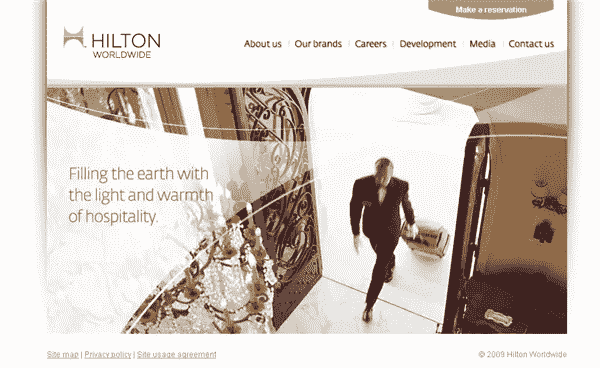 Make a reservation
HILTON
WORLDWIDE
About us | Our brands | Careers | Development | Media | Contact us
Filling the earth with
the light and warmth
of hospitality.
Site map | Privacy policy | Site usage agreement
© 2009 Hilton Worldwide